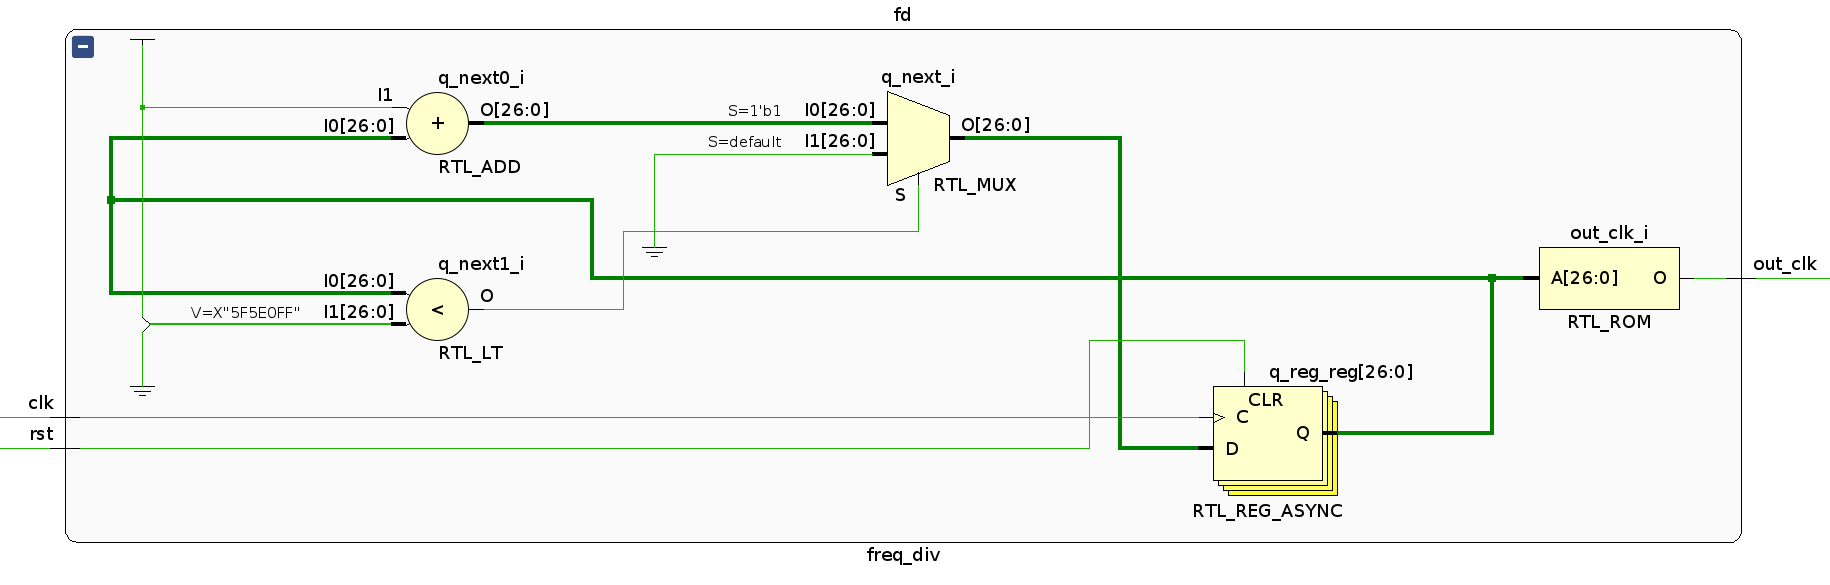 fd
q_next0_i
I1
I0[26:0]
O[26:0]
+
RTL_ADD
q_next_i
S=1'b1
I0[26:0]
S=default
I1[26:0]
O[26:0]
S
RTL_MUX
q_next1_i
I0[26:0]
V=X"5F5E0FF"
I1[26:0]
O
<
RTL_LT
out_clk_i
A[26:0]
O
RTL_ROM
out_clk
clk
rst
q_reg_reg[26:0]
CLR
C
Q
D
RTL_REG_ASYNC
freq_div